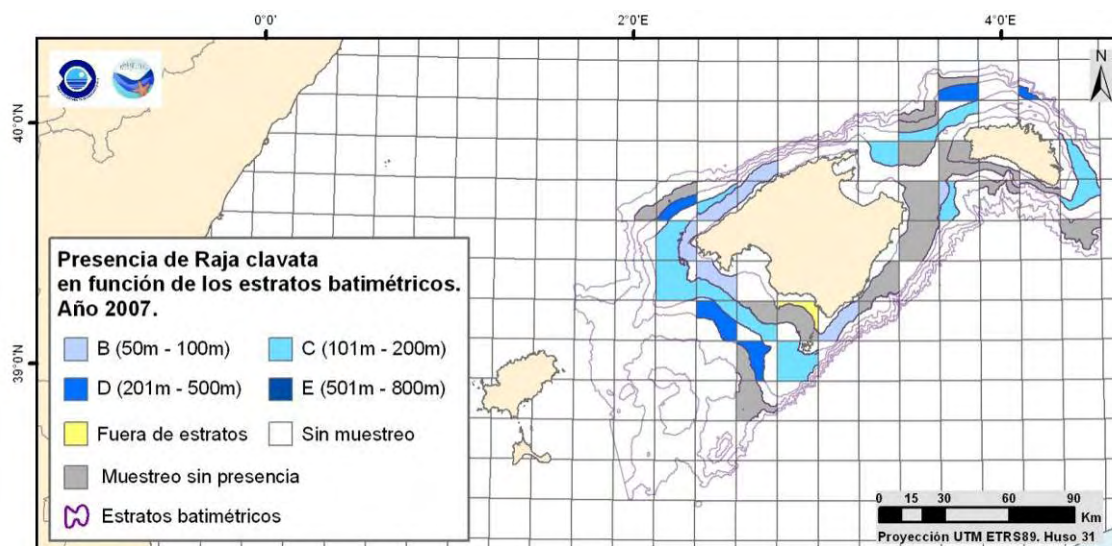 0°0'
2°0'E
4°0'E
40°0'N
39°0'N
N
Presencia de Raja clavata
en función de los estratos batimétricos.
Año 2007.
B (50m - 100m)
C (101m - 200m)
D (201m - 500m)
E (501m - 800m)
Fuera de estratos
Sin muestreo
Muestreo sin presencia
Estratos batimétricos
0 15 30 60 90
Km
Proyección UTM ETRS89. Huso 31